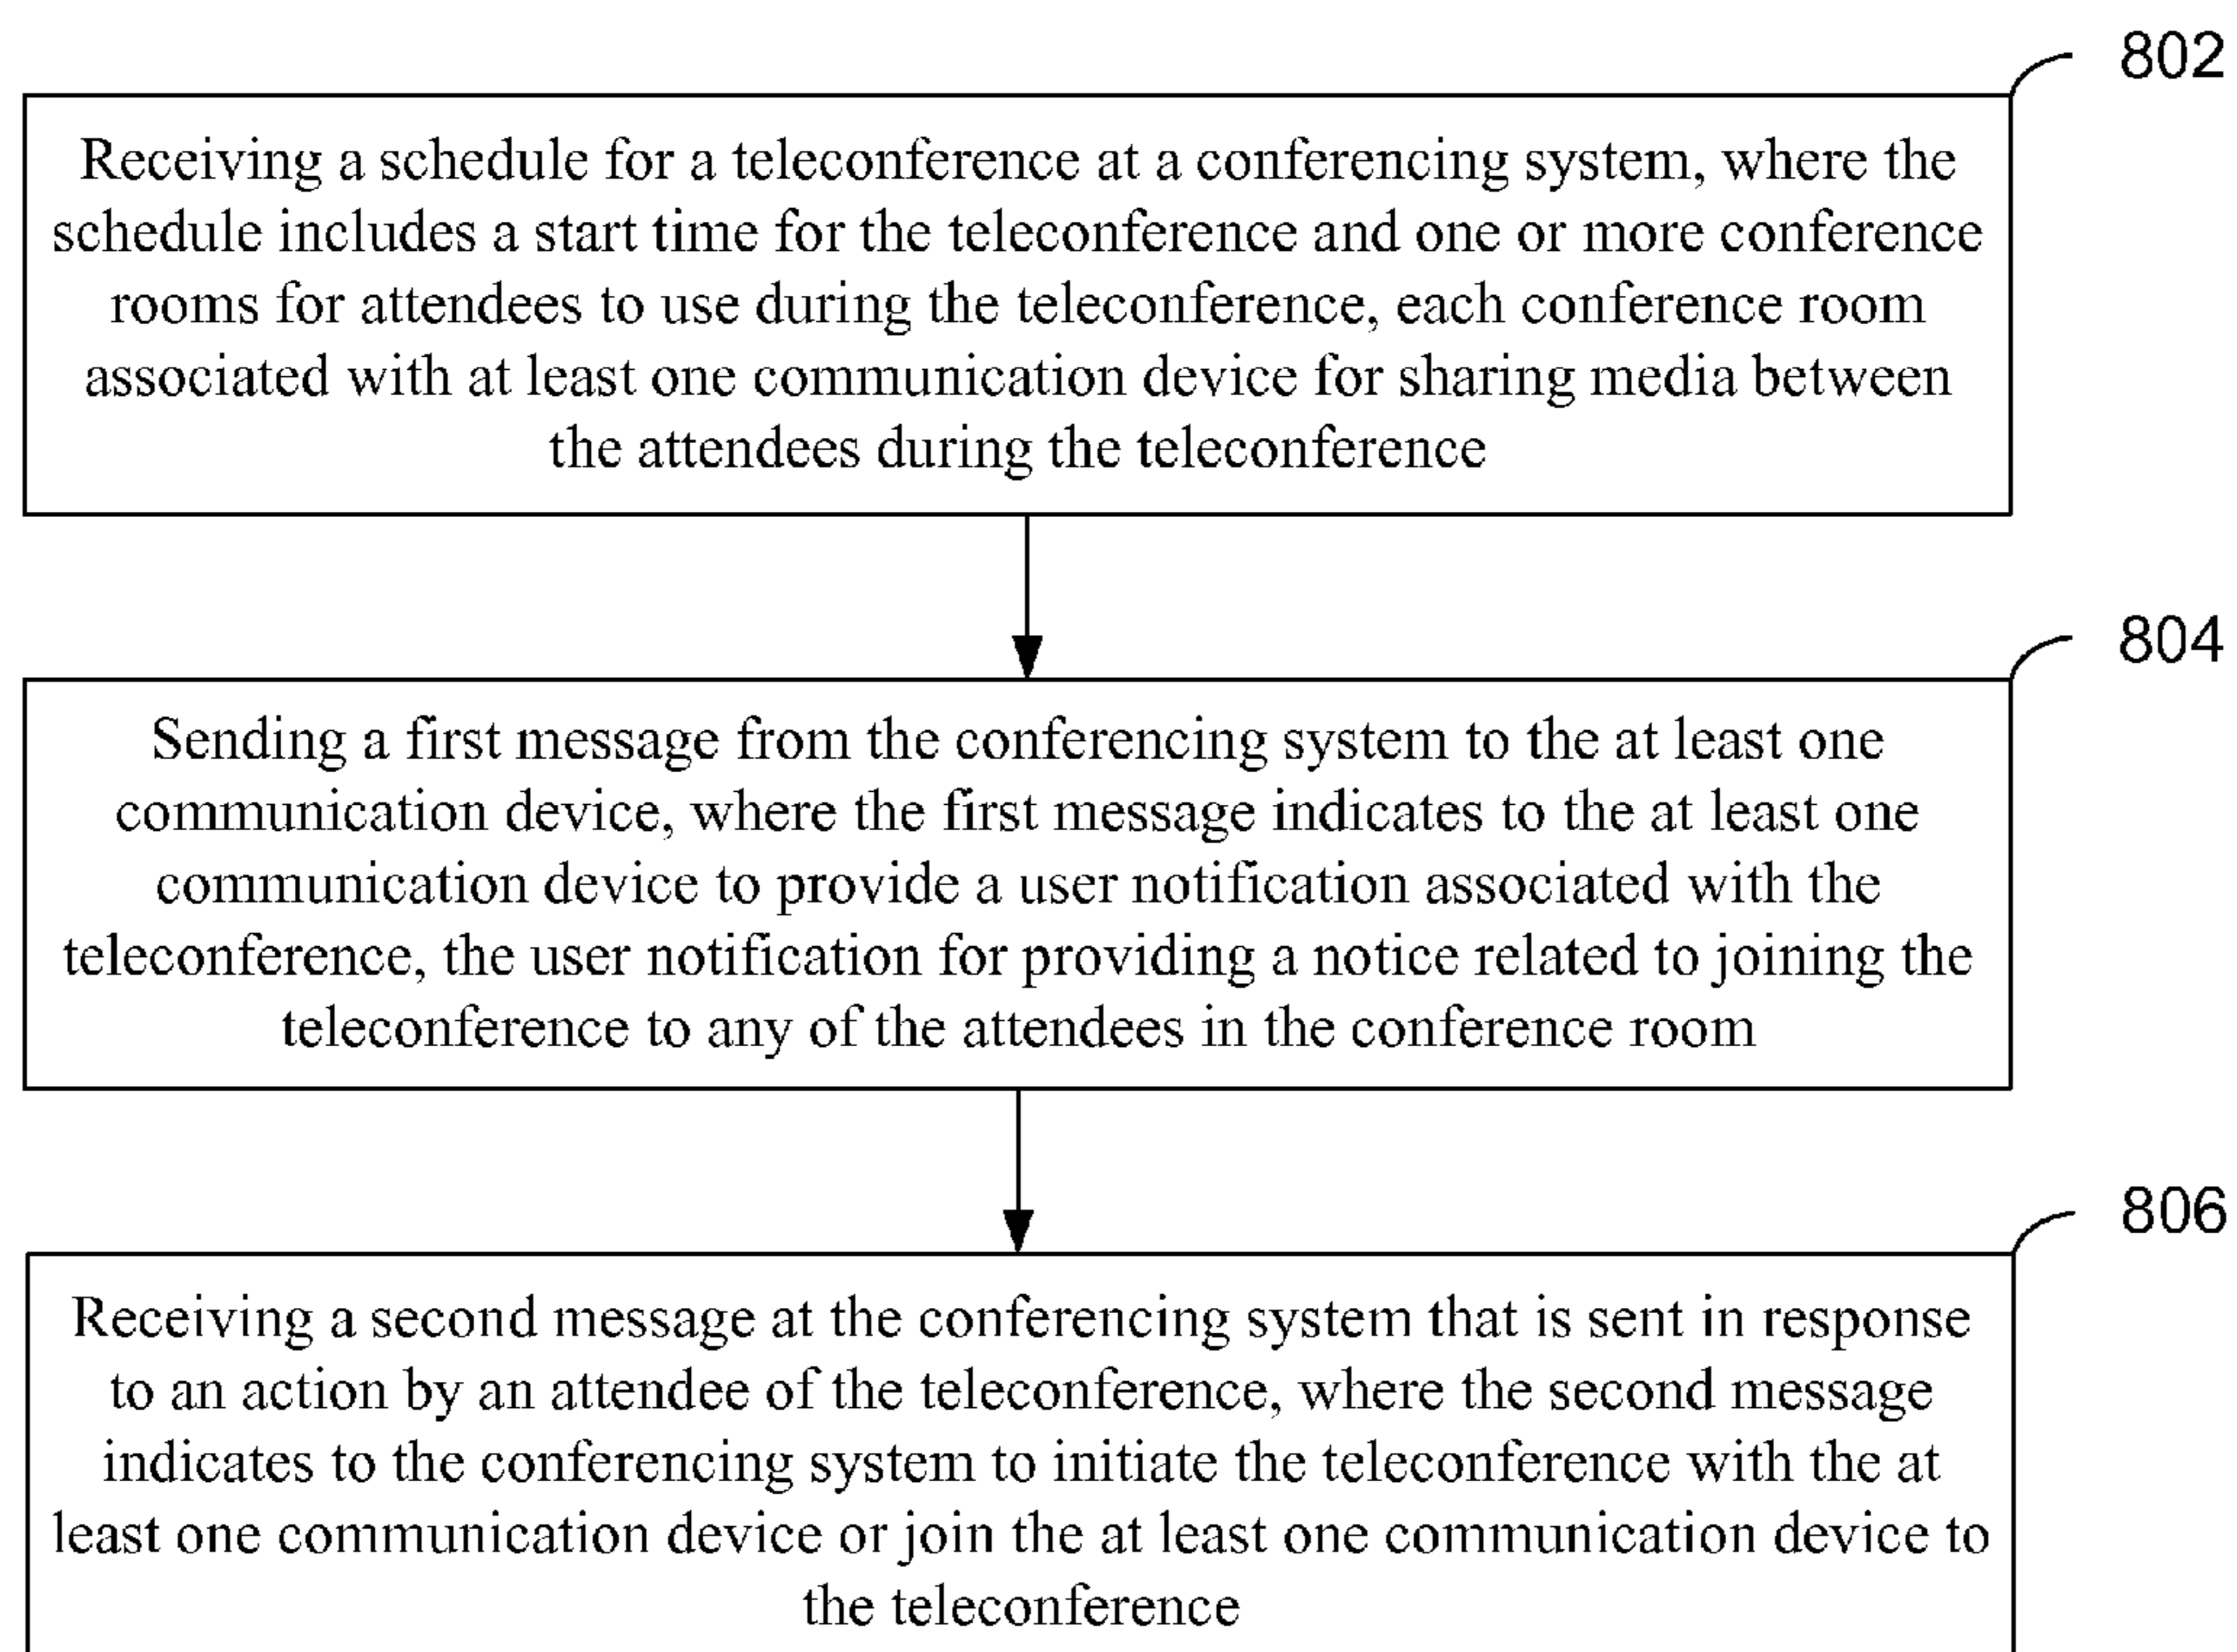 802
Receiving a schedule for a teleconference at a conferencing system, where the
schedule includes a start time for the teleconference and one or more conference
rooms for attendees to use during the teleconference, each conference room
associated with at least one communication device for sharing media between
the attendees during the teleconference
804
Sending a first message from the conferencing system to the at least one
communication device, where the first message indicates to the at least one
communication device to provide a user notification associated with the
teleconference, the user notification for providing a notice related to joining the
teleconference to any of the attendees in the conference room
806
Receiving a second message at the conferencing system that is sent in response
to an action by an attendee of the teleconference, where the second message
indicates to the conferencing system to initiate the teleconference with the at
least one communication device or join the at least one communication device to
the teleconference